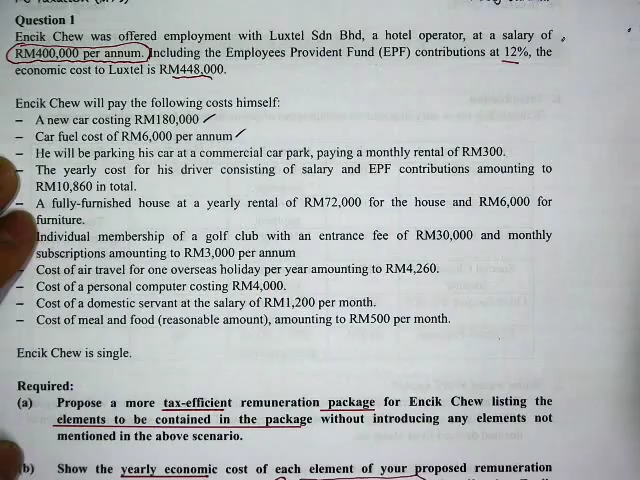 Question 1
Encik Chew was offered employment with Luxtel Sdn Bhd, a hotel operator, at a salary of
RM400,000 per annum. Including the Employees Provident Fund (EPF) contributions at 12%, the
economic cost to Luxtel is RM448,000.
Encik Chew will pay the following costs himself:
– A new car costing RM180,000
– Car fuel cost of RM6,000 per annum
– He will be parking his car at a commercial car park, paying a monthly rental of RM300.
– The yearly cost for his driver consisting of salary and EPF contributions amounting to
RM10,860 in total.
– A fully-furnished house at a yearly rental of RM72,000 for the house and RM6,000 for
furniture.
Individual membership of a golf club with an entrance fee of RM30,000 and monthly
subscriptions amounting to RM3,000 per annum
– Cost of air travel for one overseas holiday per year amounting to RM4,260.
– Cost of a personal computer costing RM4,000.
– Cost of a domestic servant at the salary of RM1,200 per month.
– Cost of meal and food (reasonable amount), amounting to RM500 per month.
Encik Chew is single.
Required:
(a) Propose a more tax-efficient remuneration package for Encik Chew listing the
elements to be contained in the package without introducing any elements not
mentioned in the above scenario.
b) Show the yearly economic cost of each element of your proposed remuneration